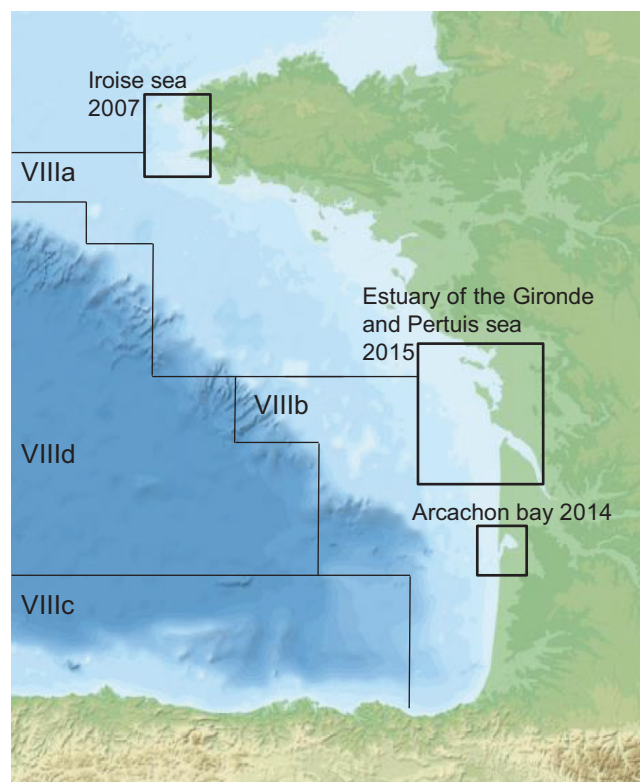 Iroise sea
2007
VIIIa
Estuary of the Gironde
and Pertuis sea
2015
VIIIb
VIIId
Arcachon bay 2014
VIIIc